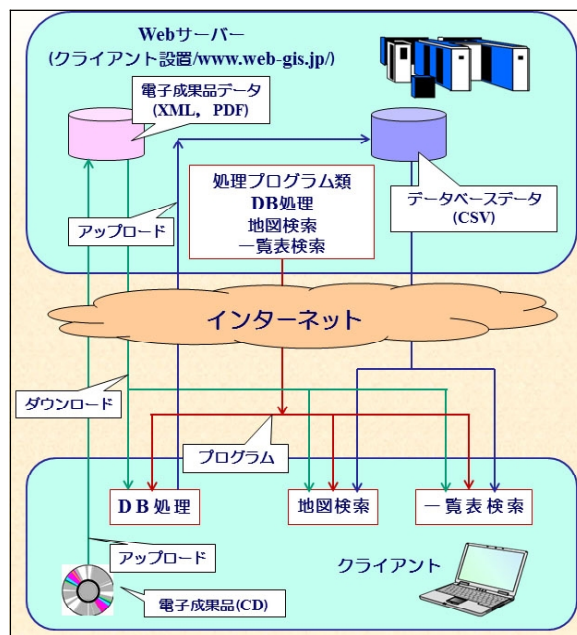 Webサーバー
(クライアント設置/www.web-gis.jp/)
電子成果品データ
(XML, PDF)
処理プログラム類
DB処理
地図検索
一覧表検索
データベースデータ
(CSV)
アップロード
インターネット
ダウンロード
プログラム
DB処理
地図検索
一覧表検索
アップロード
クライアント
電子成果品(CD)